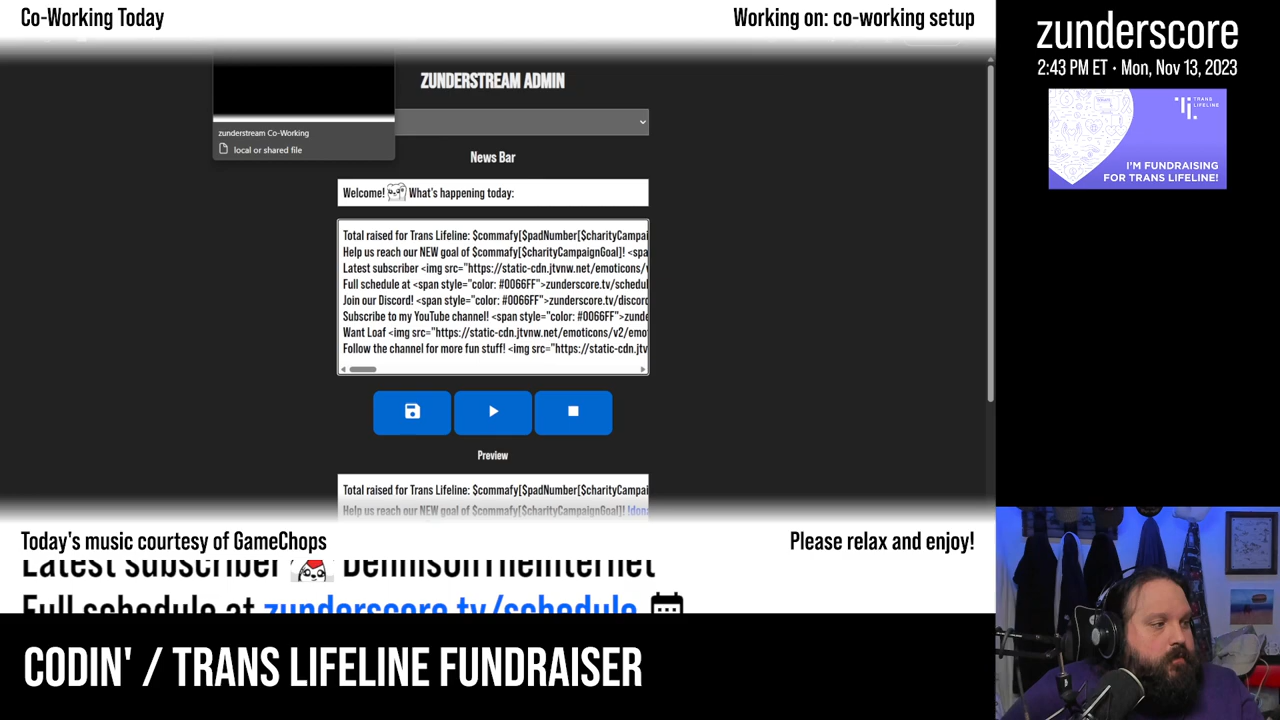 Co-Working Today
Working on: co-working setup
zunderscore
2:43 PM ET • Mon, Nov 13, 2023
TRANS
LIFELINE
I'M FUNDRAISING
FOR TRANS LIFELINE!
ZUNDERSTREAM ADMIN
zunderstream Co-Working
local or shared file
News Bar
Welcome! What's happening today:
Total raised for Trans Lifeline: $commafy[$padNumber[$charityCampai
Help us reach our NEW goal of $commafy[$charityCampaignGoal]! <spa
Latest subscriber <img src="https://static-cdn.jtvnw.net/emoticons/
Full schedule at <span style="color: #0066FF">zunderscore.tv/schedul
Join our Discord! <span style="color: #0066FF">zunderscore.tv/discord
Subscribe to my YouTube channel! <span style="color: #0066FF">zunde
Want Loaf <img src="https://static-cdn.jtvnw.net/emoticons/v2/emo
Follow the channel for more fun stuff! <img src="https://static-cdn.jtv
Preview
Total raised for Trans Lifeline: $commafy[$padNumber[$charityCampai
Help us reach our NEW goal of $commafy[$charityCampaignGoal]! !dona
Today's music courtesy of GameChops
Please relax and enjoy!
Latest subscriber DennisOnTheInternet
Full schedule at zunderscore.tv/schedule
CODIN' / TRANS LIFELINE FUNDRAISER